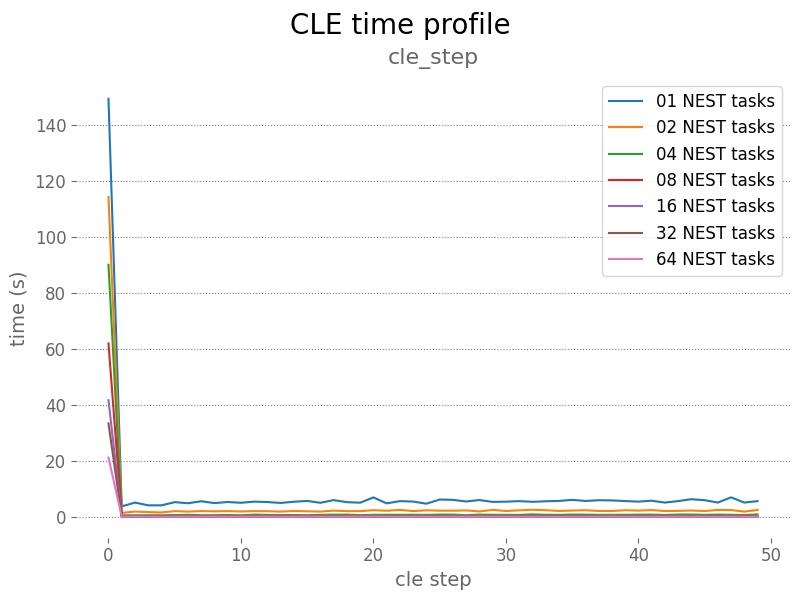 CLE time profile
cle_step
01 NEST tasks
02 NEST tasks
04 NEST tasks
08 NEST tasks
16 NEST tasks
32 NEST tasks
64 NEST tasks
time (s)
140
120
100
80
60
40
20
0
0 10 20 30 40 50
cle step